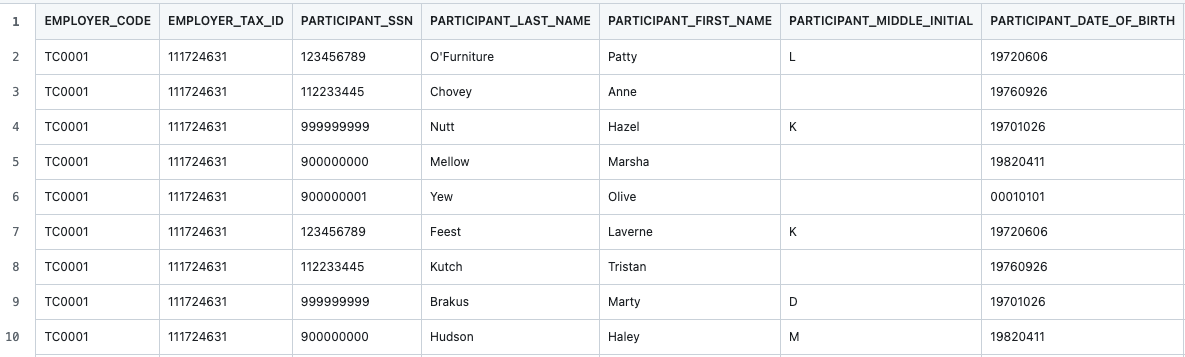 1 EMPLOYER_CODE EMPLOYER_TAX_ID PARTICIPANT_SSN PARTICIPANT_LAST_NAME PARTICIPANT_FIRST_NAME PARTICIPANT_MIDDLE_INITIAL PARTICIPANT_DATE_OF_BIRTH
2 TC0001 111724631 123456789 O'Furniture Patty L 19720606
3 TC0001 111724631 112233445 Chovey Anne 19760926
4 TC0001 111724631 999999999 Nutt Hazel K 19701026
5 TC0001 111724631 900000000 Mellow Marsha 19820411
6 TC0001 111724631 900000001 Yew Olive 00010101
7 TC0001 111724631 123456789 Feest Laverne K 19720606
8 TC0001 111724631 112233445 Kutch Tristan 19760926
9 TC0001 111724631 999999999 Brakus Marty D 19701026
10 TC0001 111724631 900000000 Hudson Haley M 19820411